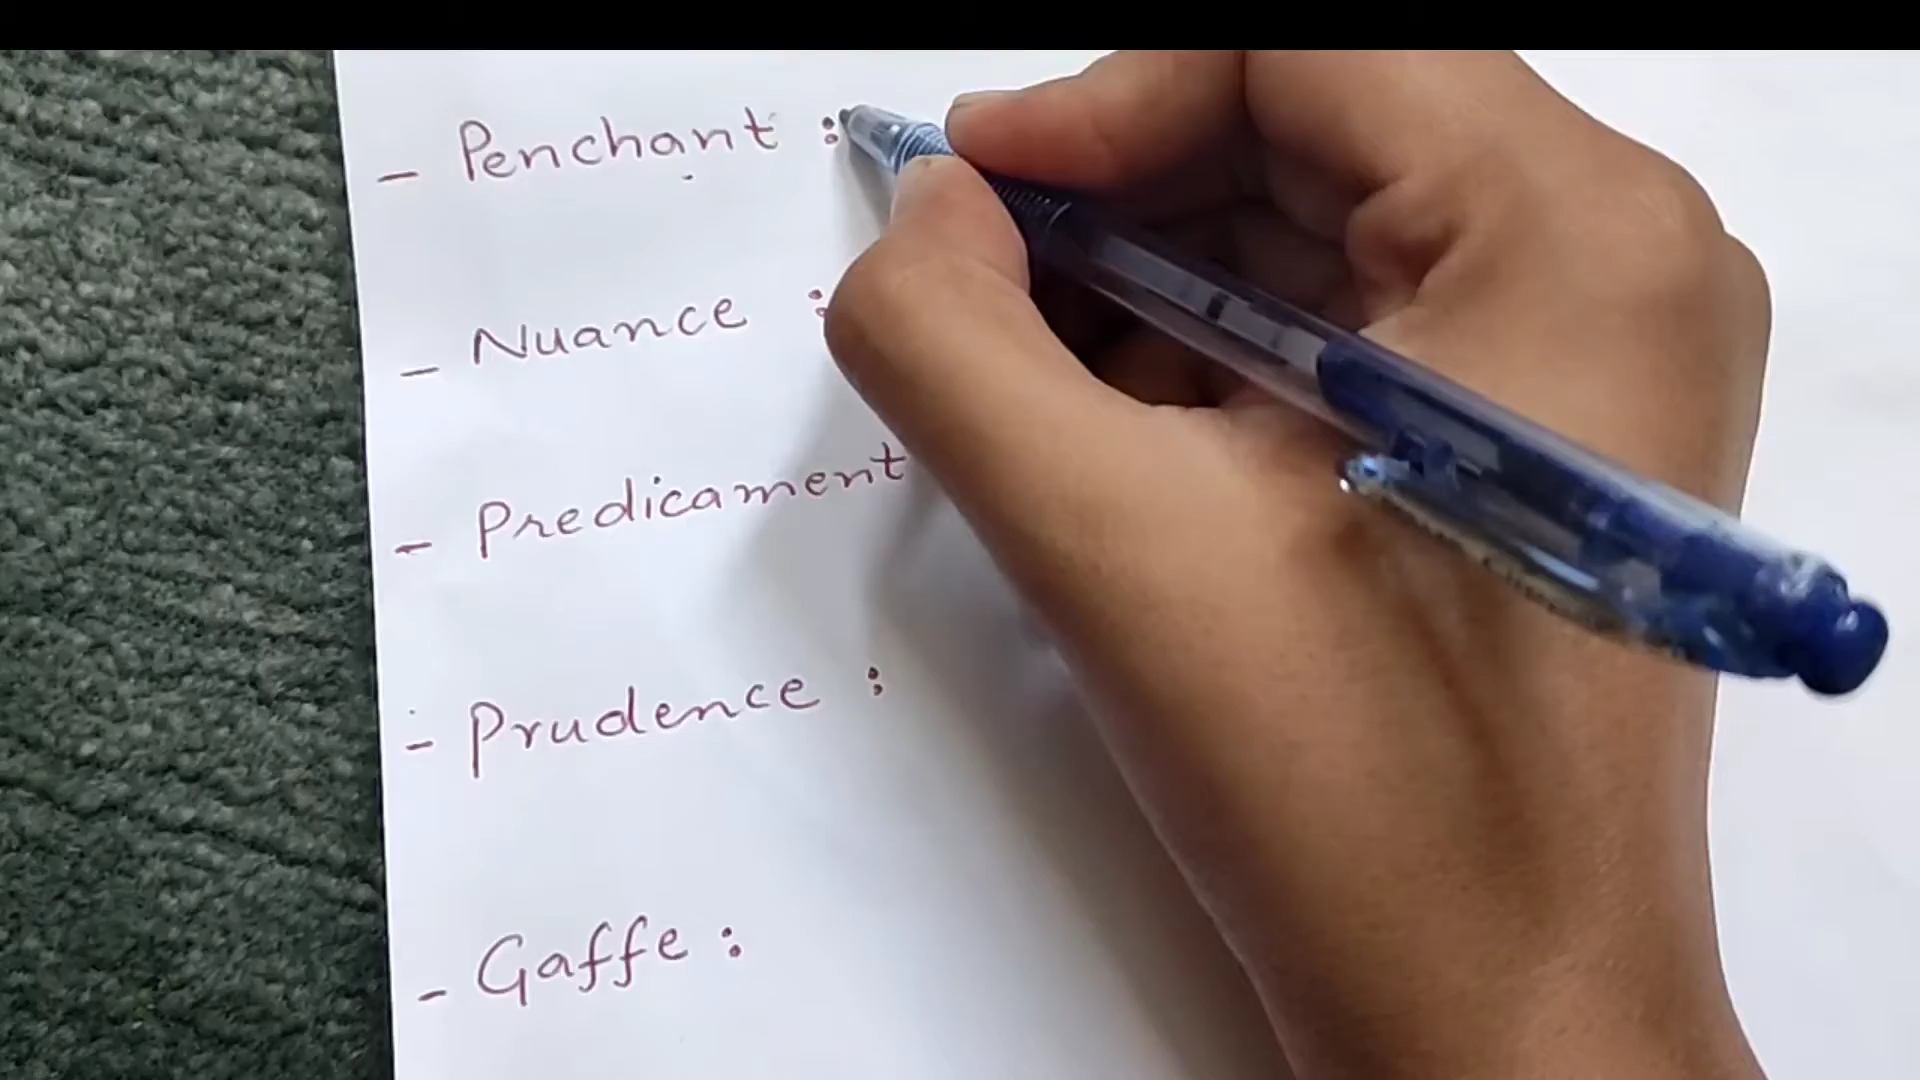 - Penchant :
- Nuance :
- Predicament
- Prudence :
- Gaffe :